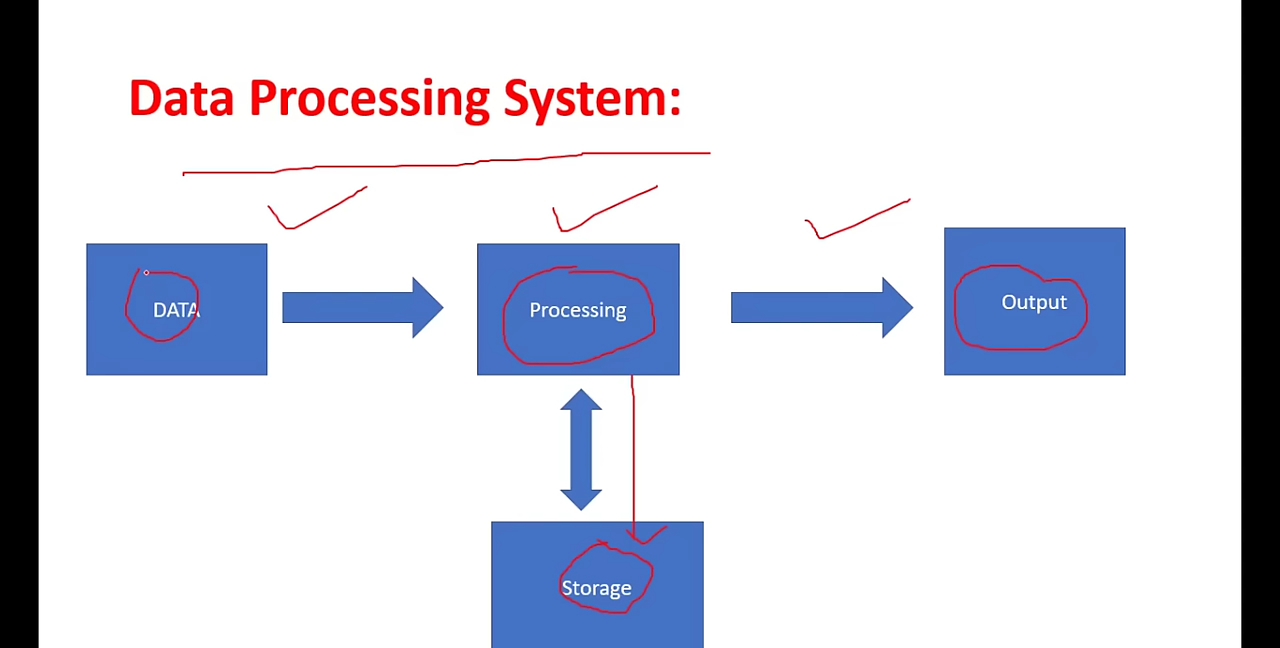 Data Processing System:
DATA
Processing
Output
Storage